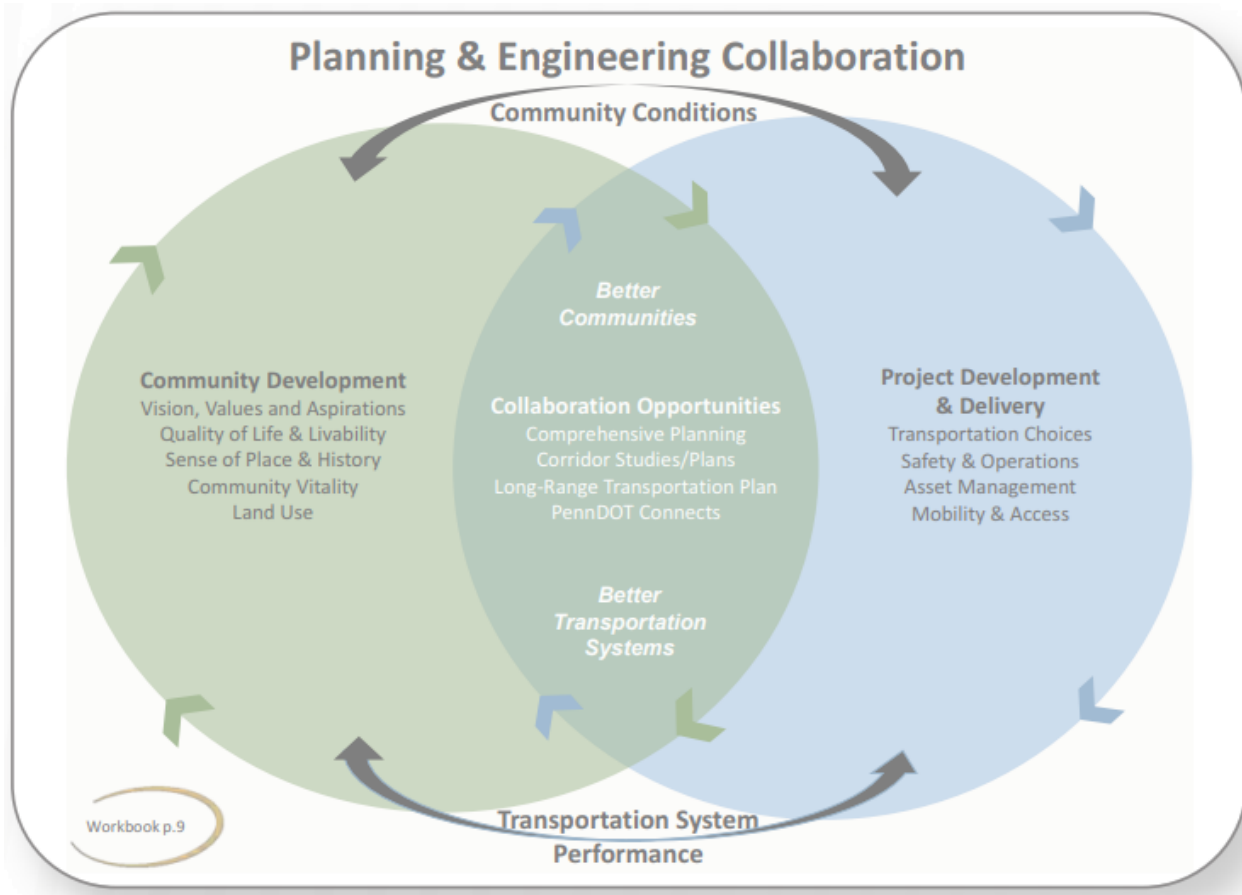 Planning & Engineering Collaboration
Community Conditions
Better
Communities
Community Development
Vision, Values and Aspirations
Quality of Life & Livability
Sense of Place & History
Community Vitality
Land Use
Collaboration Opportunities
Comprehensive Planning
Corridor Studies/Plans
Long-Range Transportation Plan
PennDOT Connects
Project Development
& Delivery
Transportation Choices
Safety & Operations
Asset Management
Mobility & Access
Better
Transportation
Systems
Transportation System
Performance
Workbook p.9